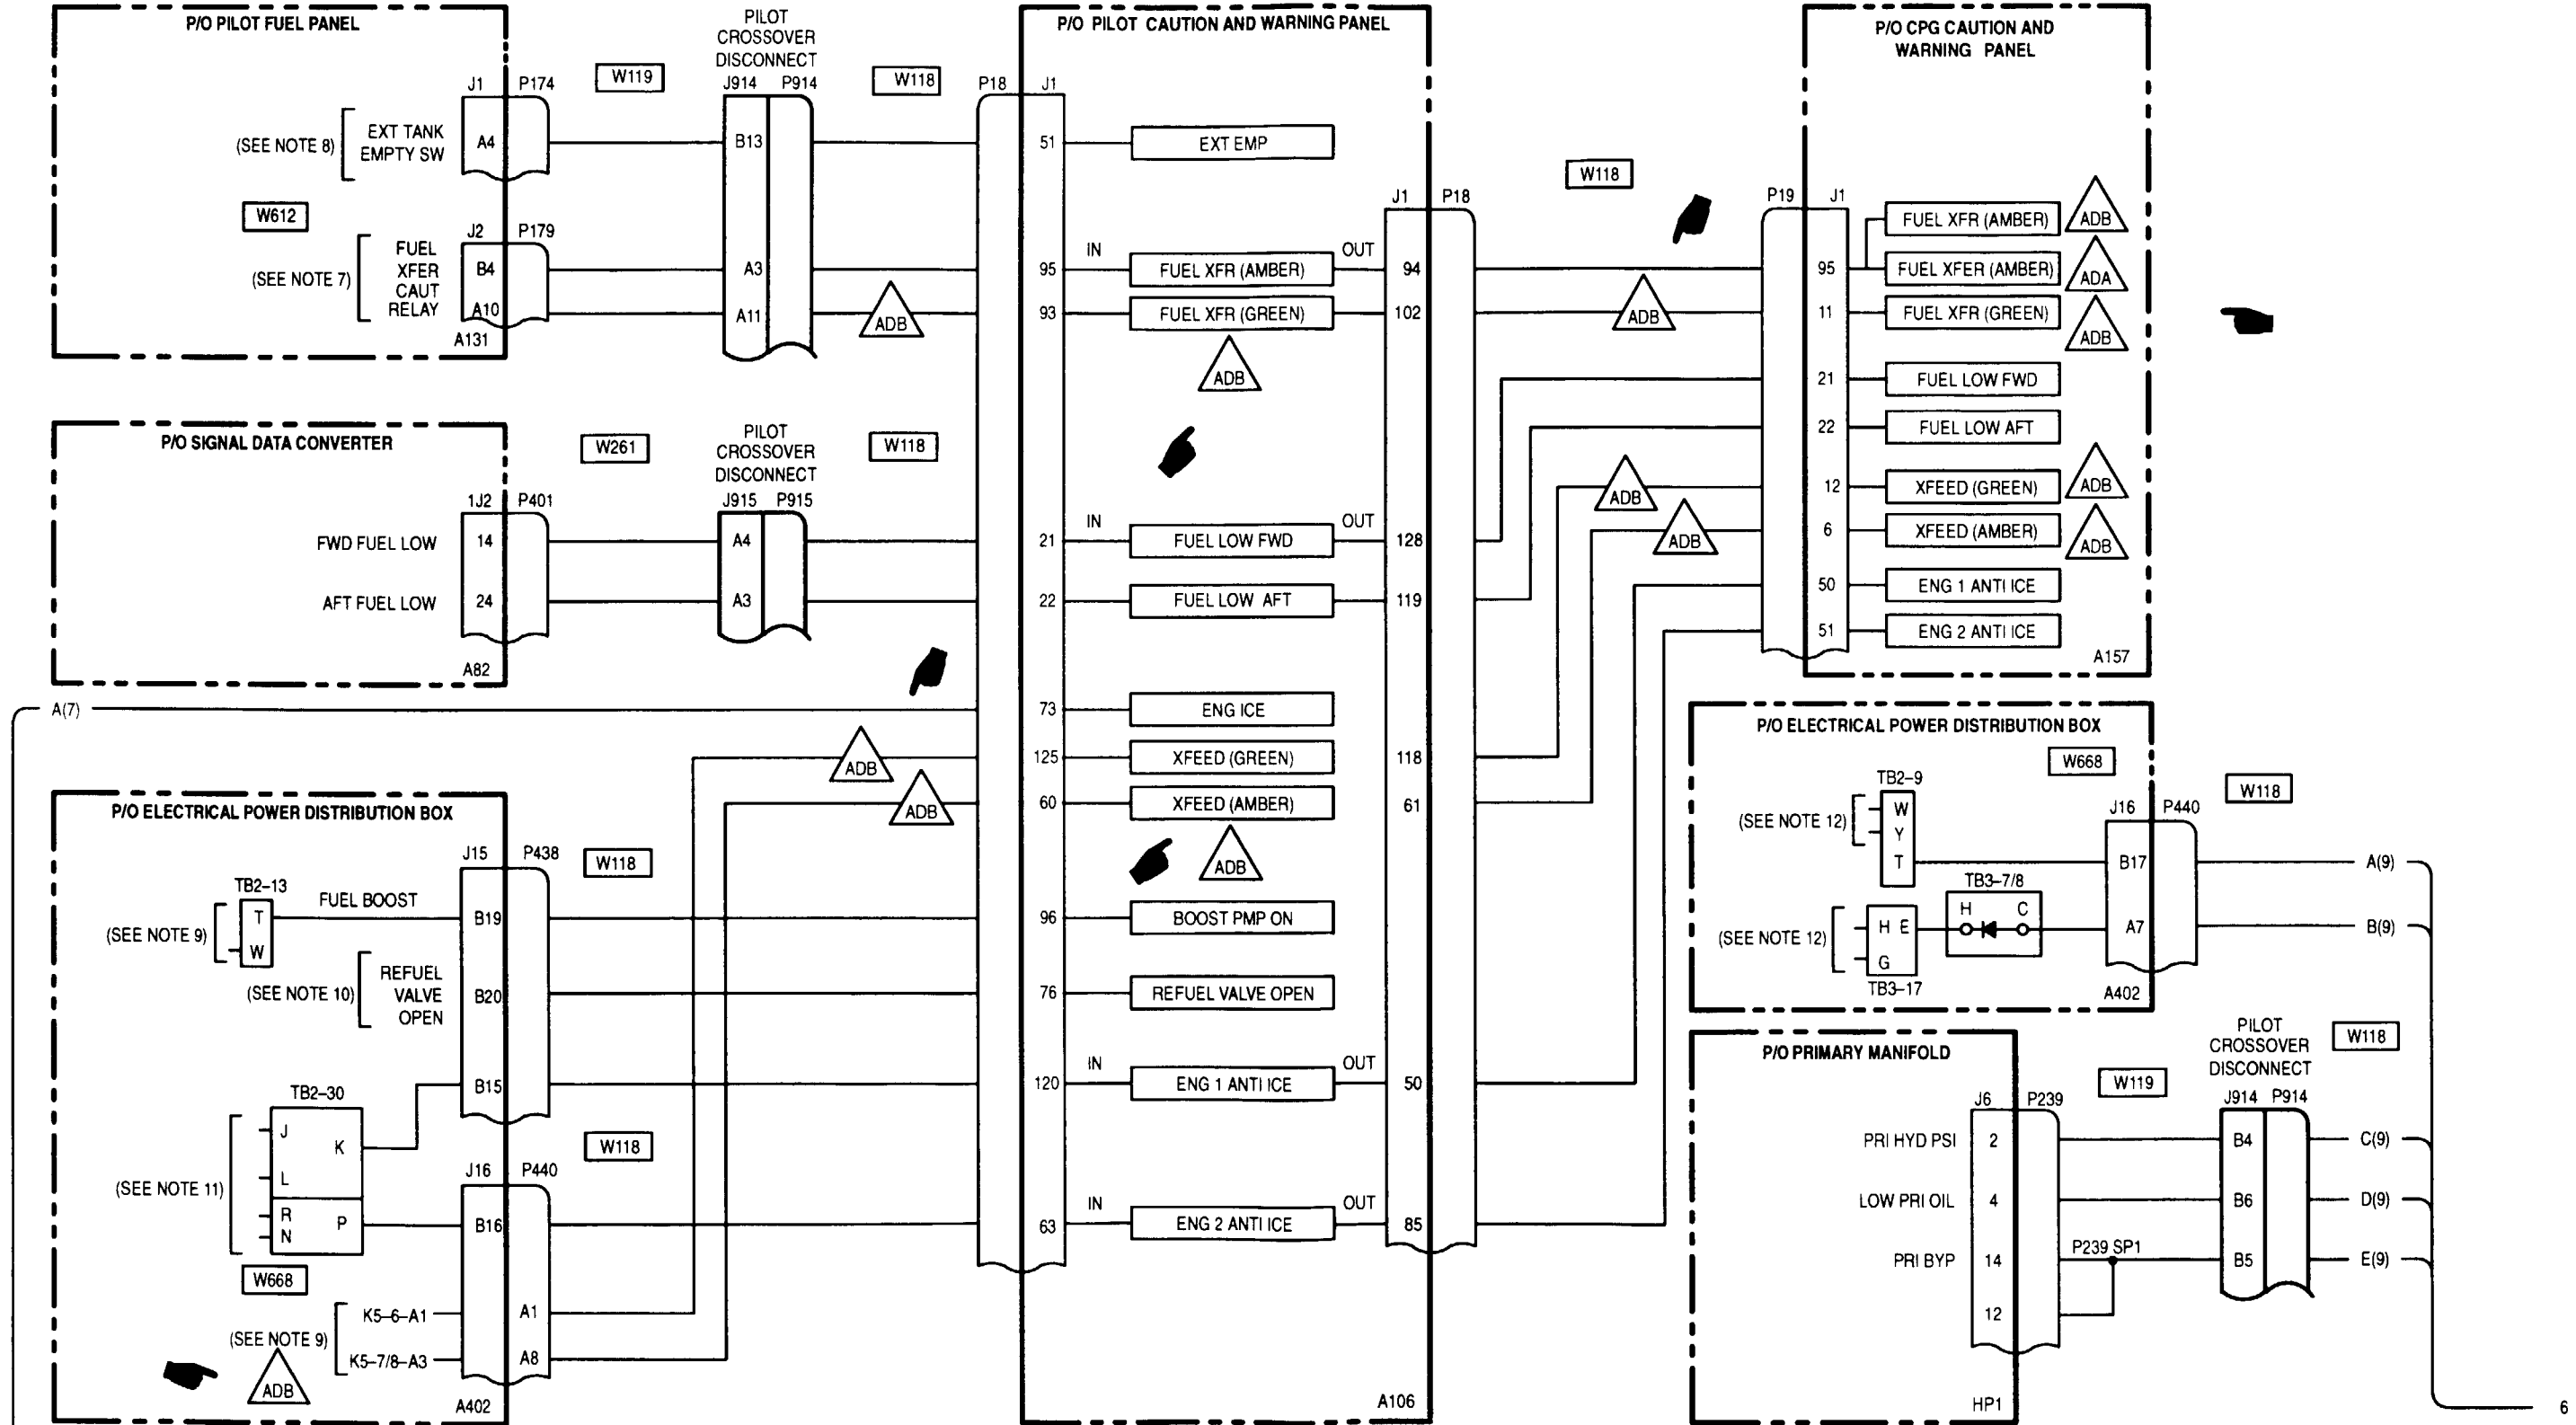 P/O PILOT FUEL PANEL
(SEE NOTE 8)
EXT TANK
EMPTY SW
J1 P174
A4
W612
(SEE NOTE 7)
FUEL
XFER
CAUT
RELAY
J2 P179
B4
A10
A131
W119
PILOT
CROSSOVER
DISCONNECT
J914 P914
B13
A3
A11
W118
ADB
P/O SIGNAL DATA CONVERTER
FWD FUEL LOW
AFT FUEL LOW
1J2 P401
14
24
A82
W261
PILOT
CROSSOVER
DISCONNECT
J915 P915
A4
A3
W118
A(7)
ADB
ADB
P/O ELECTRICAL POWER DISTRIBUTION BOX
TB2-13
FUEL BOOST
(SEE NOTE 9)
T
W
(SEE NOTE 10)
REFUEL
VALVE
OPEN
J15 P438
B19
B20
B15
W118
TB2-30
(SEE NOTE 11)
J
K
L
R
P
N
W668
J16 P440
B16
A1
A8
W118
K5-6-A1
(SEE NOTE 9)
K5-7/8-A3
ADB
A402
P/O PILOT CAUTION AND WARNING PANEL
P18 J1
51 EXT EMP
IN OUT
95 FUEL XFR (AMBER) 94
93 FUEL XFR (GREEN) 102
ADB
IN OUT
21 FUEL LOW FWD 128
22 FUEL LOW AFT 119
73 ENG ICE
125 XFEED (GREEN) 118
60 XFEED (AMBER) 61
ADB
96 BOOST PMP ON
76 REFUEL VALVE OPEN
IN OUT
120 ENG 1 ANTI ICE 50
IN OUT
63 ENG 2 ANTI ICE 85
A106
J1 P18
W118
ADB
ADB
ADB
P/O CPG CAUTION AND
WARNING PANEL
P19 J1
FUEL XFR (AMBER) ADB
95 FUEL XFER (AMBER) ADA
11 FUEL XFR (GREEN) ADB
21 FUEL LOW FWD
22 FUEL LOW AFT
12 XFEED (GREEN) ADB
6 XFEED (AMBER) ADB
50 ENG 1 ANTI ICE
51 ENG 2 ANTI ICE
A157
P/O ELECTRICAL POWER DISTRIBUTION BOX
W668
TB2-9
(SEE NOTE 12)
W
Y
T
TB3-7/8
H C
(SEE NOTE 12)
H E
G
TB3-17
J16 P440
B17
A7
A402
W118
A(9)
B(9)
P/O PRIMARY MANIFOLD
PRI HYD PSI
LOW PRI OIL
PRI BYP
J6 P239
2
4
14
12
HP1
P239 SP1
W119
PILOT
CROSSOVER
DISCONNECT
J914 P914
B4
B6
B5
W118
C(9)
D(9)
E(9)
6